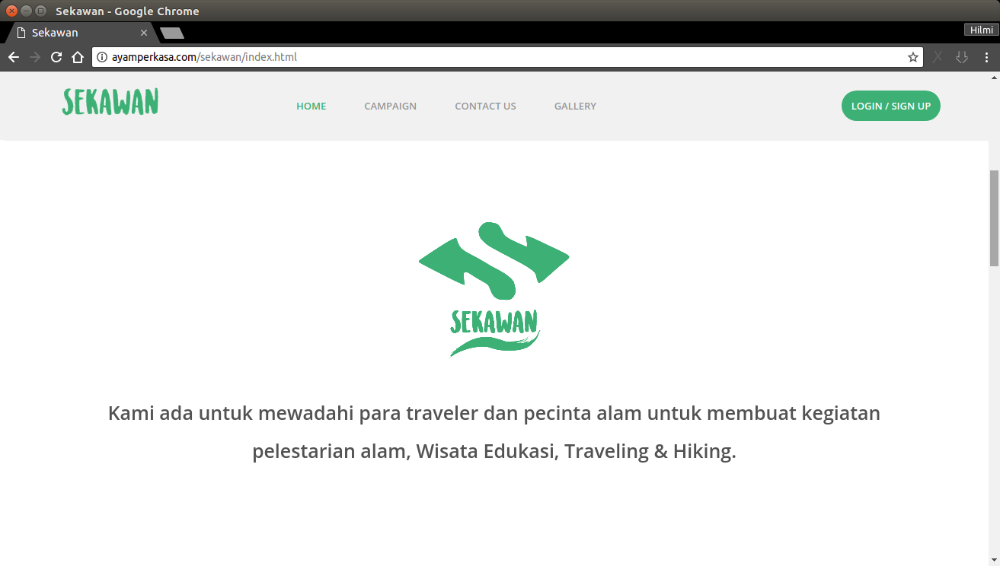 Sekawan - Google Chrome
Sekawan
Hilmi
ayamperkasa.com/sekawan/index.html
SEKAWAN
HOME CAMPAIGN CONTACT US GALLERY LOGIN / SIGN UP
SEKAWAN
Kami ada untuk mewadahi para traveler dan pecinta alam untuk membuat kegiatan
pelestarian alam, Wisata Edukasi, Traveling & Hiking.